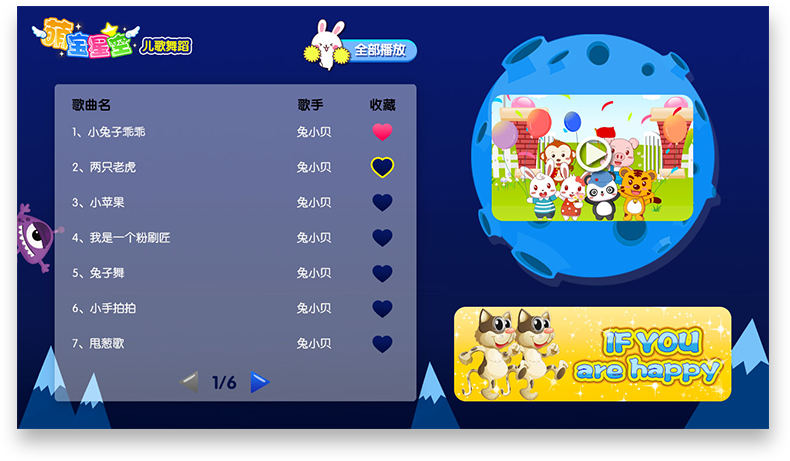 萌宝星空 儿歌舞蹈
全部播放
歌曲名 歌手 收藏
1、小兔子乖乖 兔小贝
2、两只老虎 兔小贝
3、小苹果 兔小贝
4、我是一个粉刷匠 兔小贝
5、兔子舞 兔小贝
6、小手拍拍 兔小贝
7、甩葱歌 兔小贝
1/6
IF YOU
are happy